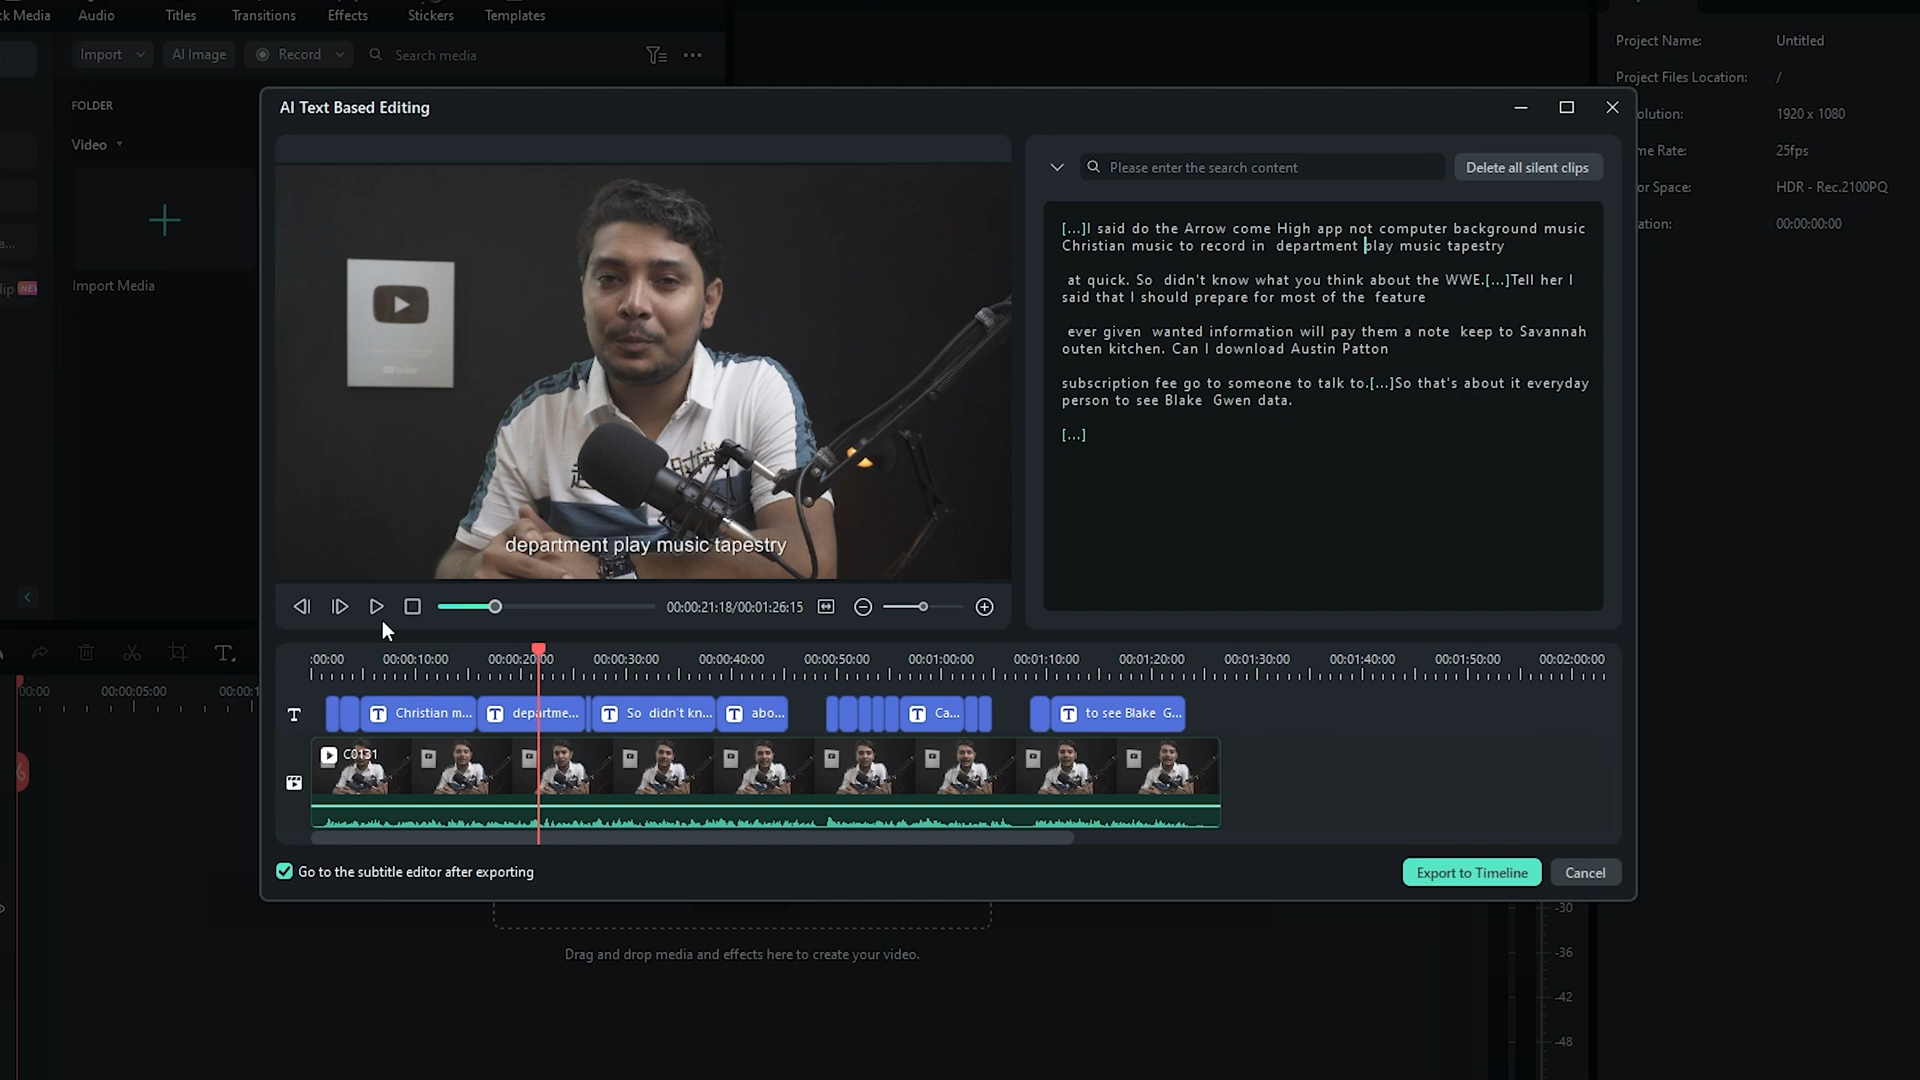 k Media
Audio
Titles
Transitions
Effects
Stickers
Templates
Import
AI Image
Record
Search media
FOLDER
Video
Import Media
Project Name:
Untitled
Project Files Location:
/
olution:
1920 x 1080
me Rate:
25fps
or Space:
HDR - Rec.2100PQ
ation:
00:00:00:00
AI Text Based Editing
Please enter the search content
Delete all silent clips
[...]I said do the Arrow come High app not computer background music
Christian music to record in department play music tapestry
at quick. So didn't know what you think about the WWE.[...]Tell her I
said that I should prepare for most of the feature
ever given wanted information will pay them a note keep to Savannah
outen kitchen. Can I download Austin Patton
subscription fee go to someone to talk to.[...]So that's about it everyday
person to see Blake Gwen data.
[...]
department play music tapestry
00:00:21:18/00:01:26:15
:00:00
00:00:10:00
00:00:20:00
00:00:30:00
00:00:40:00
00:00:50:00
00:01:00:00
00:01:10:00
00:01:20:00
00:01:30:00
00:01:40:00
00:01:50:00
00:02:00:00
T
Christian m...
departme...
So didn't kn...
abo...
Ca...
to see Blake G...
C0131
Go to the subtitle editor after exporting
Export to Timeline
Cancel
00:00
00:00:05:00
00:00:1
Drag and drop media and effects here to create your video.
-30
-36
-42
-48